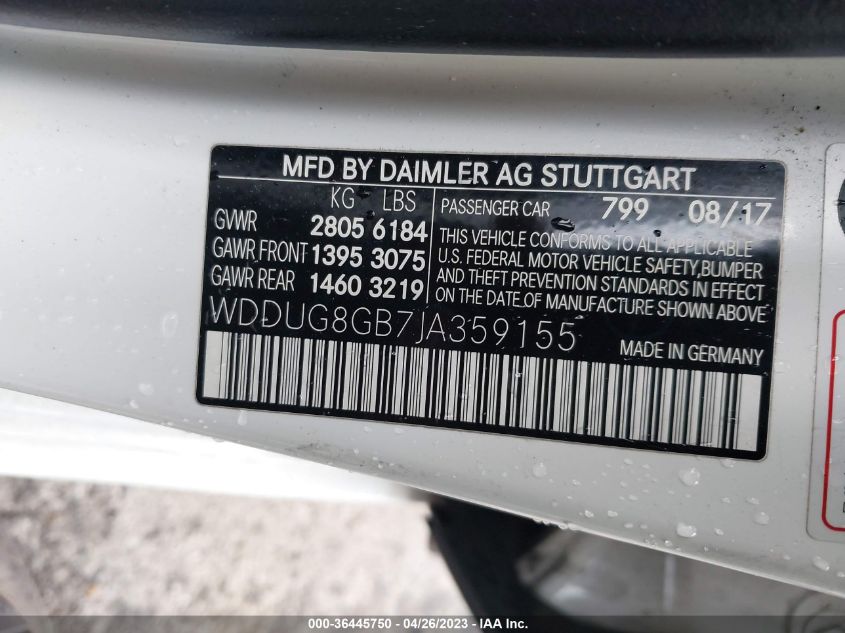 MFD BY DAIMLER AG STUTTGART
KG LBS
GVWR 2805 6184
GAWR FRONT 1395 3075
GAWR REAR 1460 3219
PASSENGER CAR 799 08/17
THIS VEHICLE CONFORMS TO ALL APPLICABLE
U.S. FEDERAL MOTOR VEHICLE SAFETY, BUMPER
AND THEFT PREVENTION STANDARDS IN EFFECT
ON THE DATE OF MANUFACTURE SHOWN ABOVE
WDDUG8GB7JA359155
MADE IN GERMANY
000-36445750 - 04/26/2023 - IAA Inc.